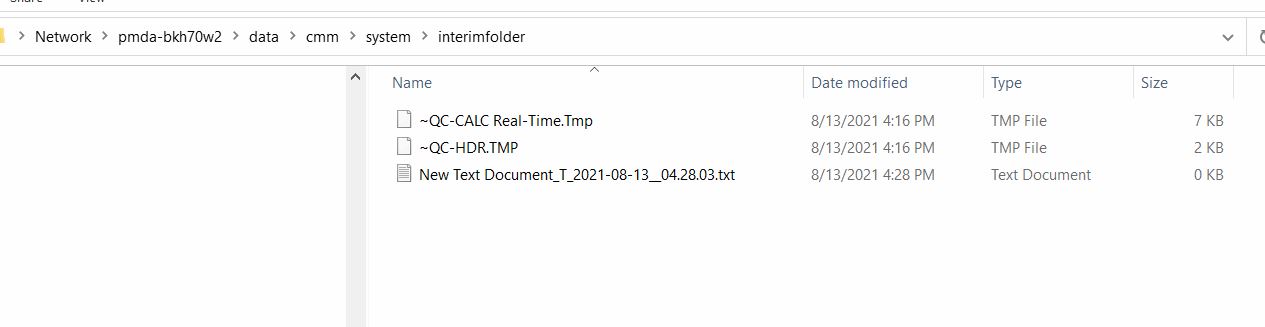 Share View
Network > pmda-bkh70w2 > data > cmm > system > interimfolder
Name Date modified Type Size
~QC-CALC Real-Time.Tmp 8/13/2021 4:16 PM TMP File 7 KB
~QC-HDR.TMP 8/13/2021 4:16 PM TMP File 2 KB
New Text Document_T_2021-08-13__04.28.03.txt 8/13/2021 4:28 PM Text Document 0 KB